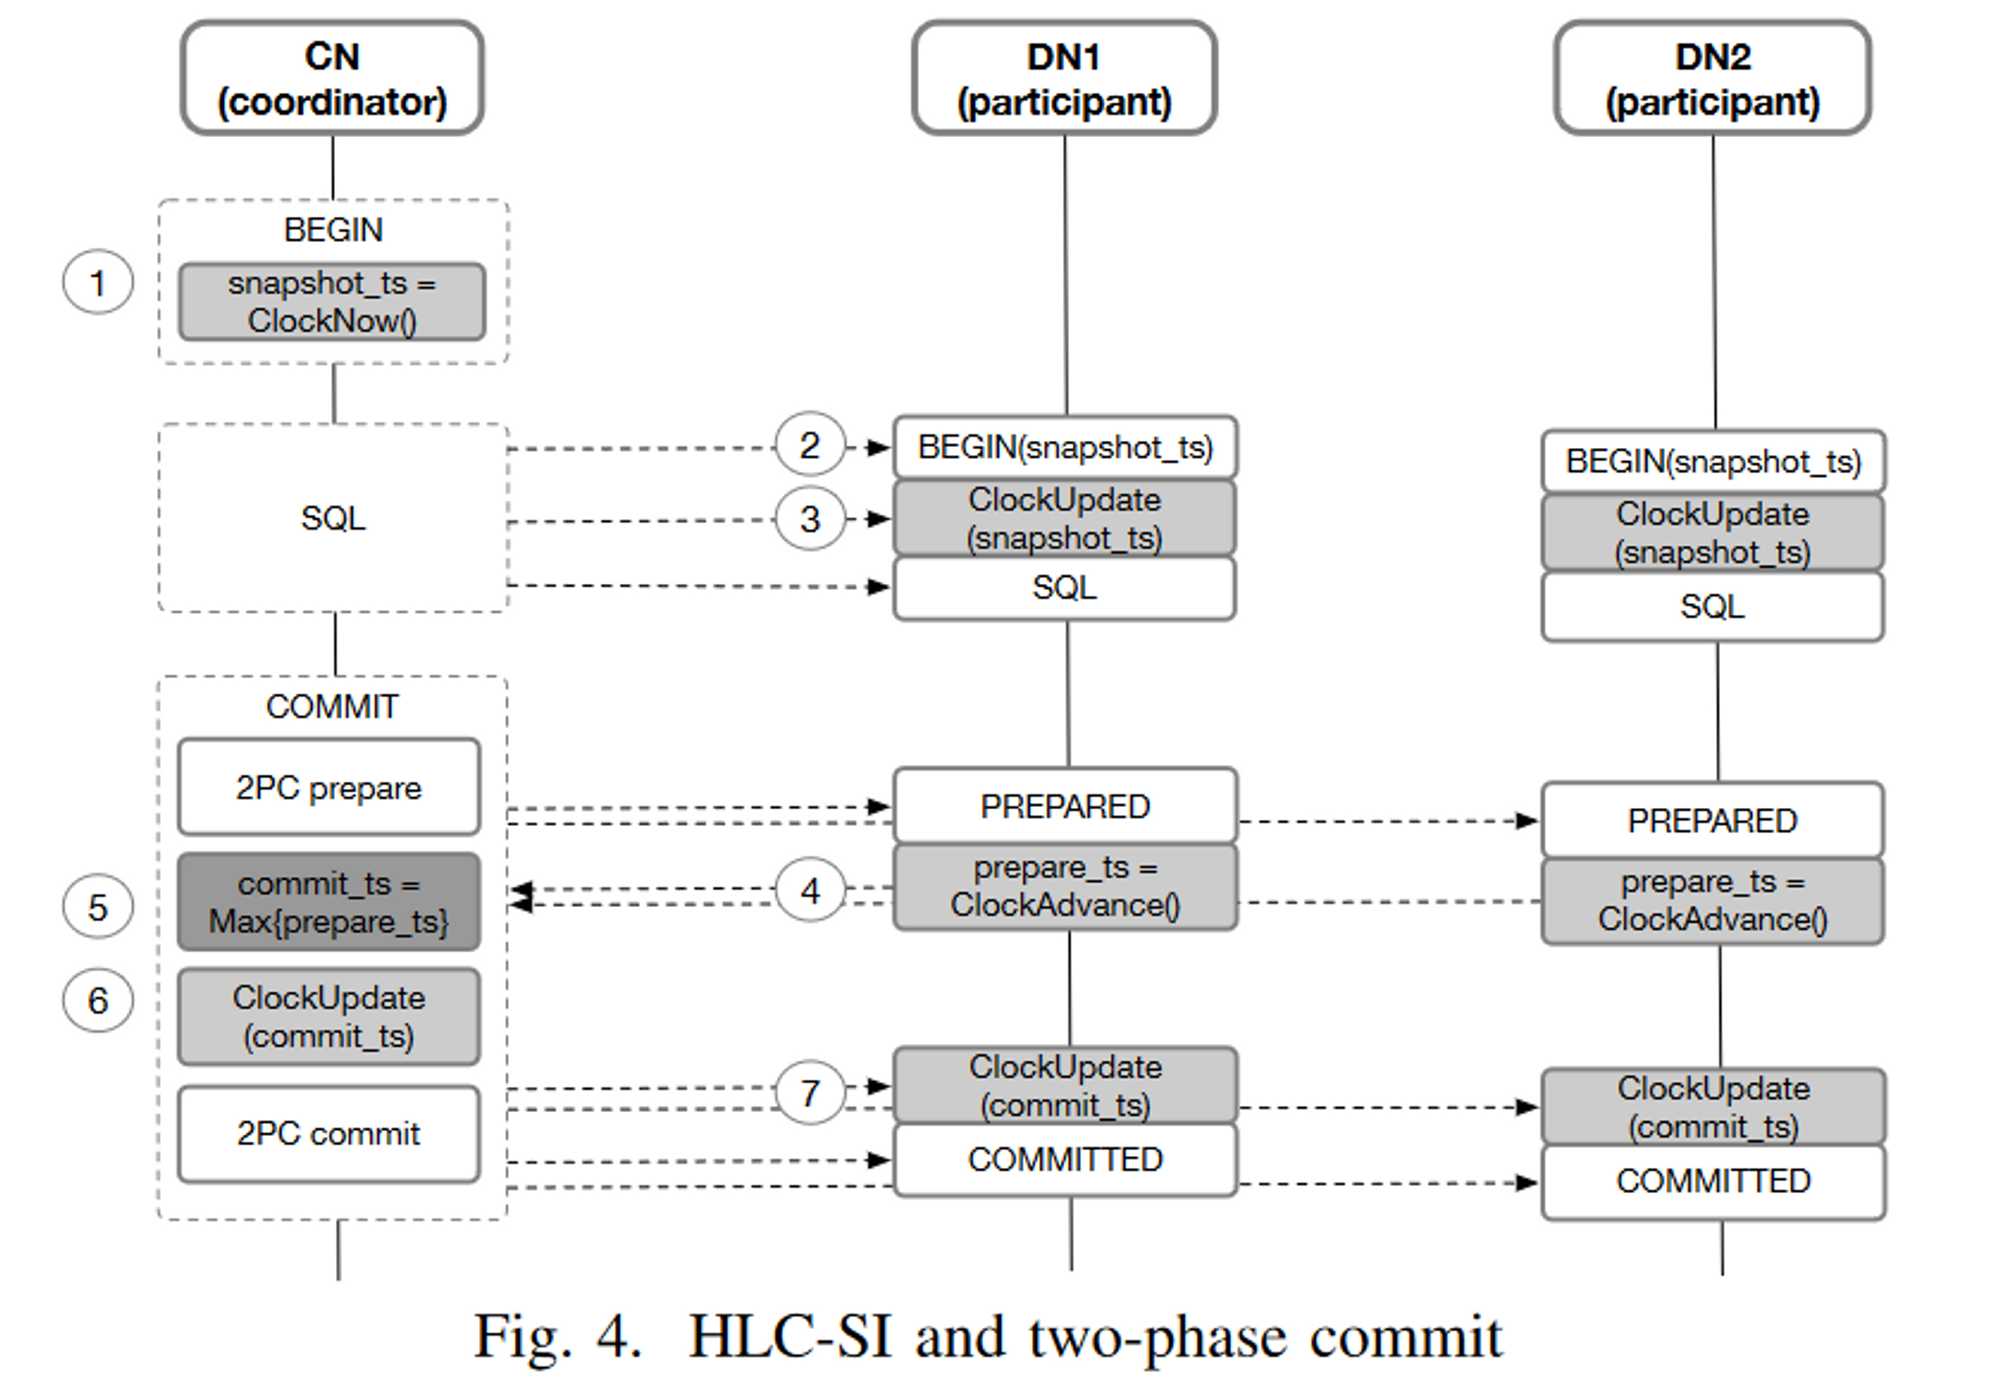 CN
(coordinator)
DN1
(participant)
DN2
(participant)
BEGIN
1
snapshot_ts =
ClockNow()
SQL
2
BEGIN(snapshot_ts)
3
ClockUpdate
(snapshot_ts)
SQL
BEGIN(snapshot_ts)
ClockUpdate
(snapshot_ts)
SQL
COMMIT
2PC prepare
PREPARED
PREPARED
5
commit_ts =
Max{prepare_ts}
4
prepare_ts =
ClockAdvance()
prepare_ts =
ClockAdvance()
6
ClockUpdate
(commit_ts)
7
ClockUpdate
(commit_ts)
ClockUpdate
(commit_ts)
2PC commit
COMMITTED
COMMITTED
Fig. 4. HLC-SI and two-phase commit